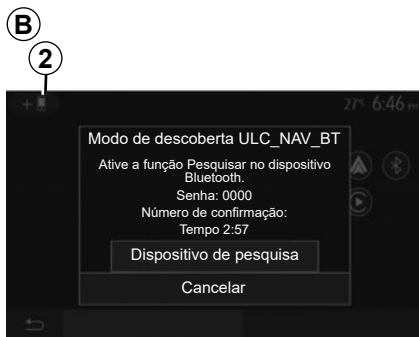 B
2
27° 6:46
Modo de descoberta ULC_NAV_BT
Ative a função Pesquisar no dispositivo
Bluetooth.
Senha: 0000
Número de confirmação:
Tempo 2:57
Dispositivo de pesquisa
Cancelar